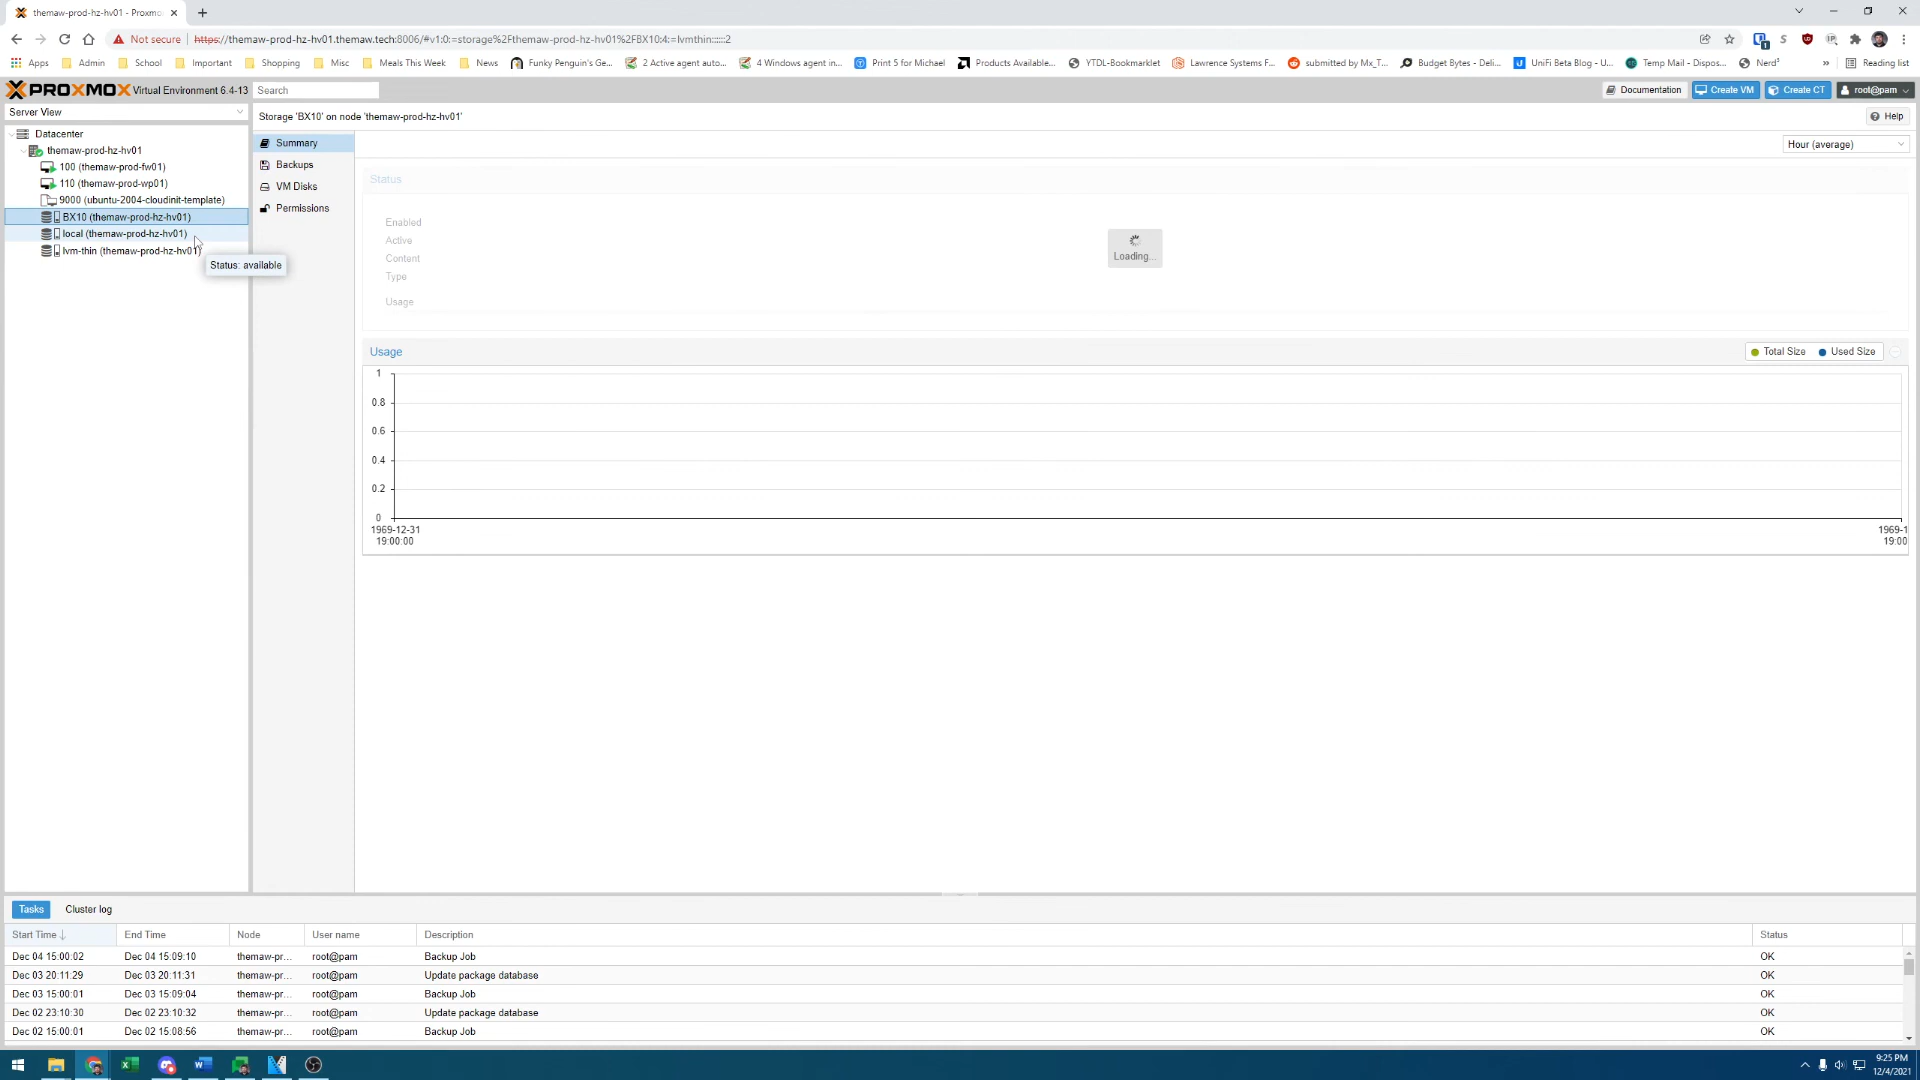 themaw-prod-hz-hv01 - Proxmo
Not secure
https://themaw-prod-hz-hv01.themaw.tech:8006/#v1:0:=storage%2Fthemaw-prod-hz-hv01%2FBX10:4:=lvmthin::::::2
Apps
Admin
School
Important
Shopping
Misc
Meals This Week
News
Funky Penguin's Ge...
2 Active agent auto...
4 Windows agent in...
Print 5 for Michael
Products Available...
YTDL-Bookmarklet
Lawrence Systems F...
submitted by Mx_T...
Budget Bytes - Deli...
UniFi Beta Blog - U...
Temp Mail - Dispos...
Nerd³
»
Reading list
PROXMOX Virtual Environment 6.4-13
Search
Documentation
Create VM
Create CT
root@pam
Server View
Storage 'BX10' on node 'themaw-prod-hz-hv01'
Help
Datacenter
themaw-prod-hz-hv01
100 (themaw-prod-fw01)
110 (themaw-prod-wp01)
9000 (ubuntu-2004-cloudinit-template)
BX10 (themaw-prod-hz-hv01)
local (themaw-prod-hz-hv01)
lvm-thin (themaw-prod-hz-hv01)
Status: available
Summary
Backups
VM Disks
Permissions
Hour (average)
Status
Enabled
Active
Content
Type
Usage
Loading...
Usage
Total Size
Used Size
1
0.8
0.6
0.4
0.2
0
1969-12-31
19:00:00
1969-1
19:00
Tasks
Cluster log
Start Time
End Time
Node
User name
Description
Status
Dec 04 15:00:02 Dec 04 15:09:10 themaw-pr... root@pam Backup Job OK
Dec 03 20:11:29 Dec 03 20:11:31 themaw-pr... root@pam Update package database OK
Dec 03 15:00:01 Dec 03 15:09:04 themaw-pr... root@pam Backup Job OK
Dec 02 23:10:30 Dec 02 23:10:32 themaw-pr... root@pam Update package database OK
Dec 02 15:00:01 Dec 02 15:08:56 themaw-pr... root@pam Backup Job OK
9:25 PM
12/4/2021